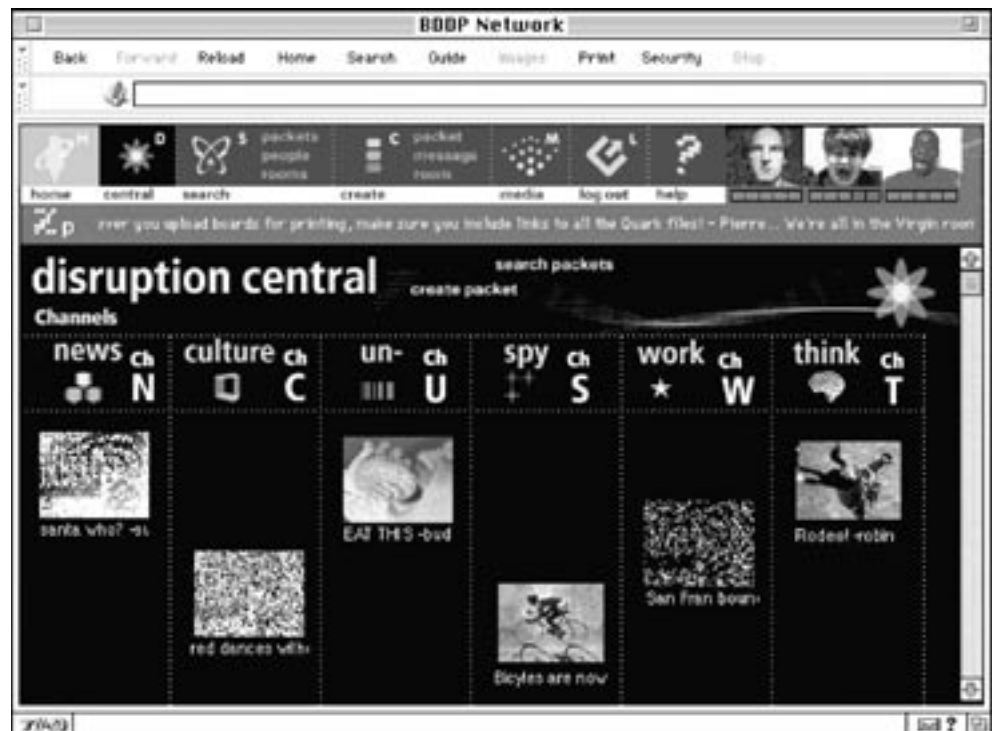 BDDP Network
Back Forward Reload Home Search Guide Images Print Security Stop
H D S packets C packet M L
people message
rooms room
home central search create media log out help
Zp ever you upload boards for printing, make sure you include links to all the Quark files! - Pierre... We're all in the Virgin room
disruption central
search packets
create packet
Channels
news Ch N
culture Ch C
un- Ch U
spy Ch S
work Ch W
think Ch T
santa who? -su
EAT THIS -bud
Rodeo! -robin
San Fran boun
red dances with
Bicyles are now
?